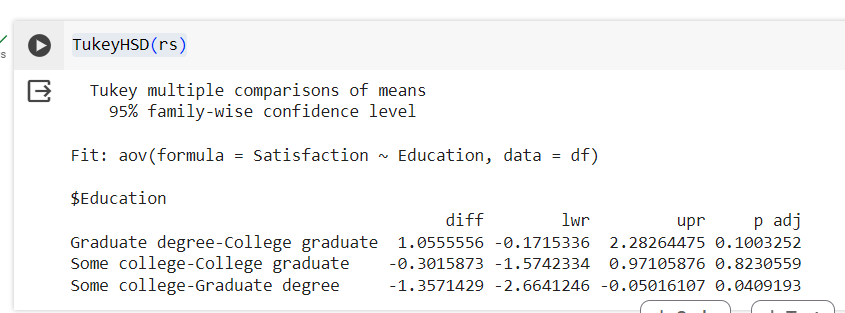 s
TukeyHSD(rs)
Tukey multiple comparisons of means
95% family-wise confidence level
Fit: aov(formula = Satisfaction ~ Education, data = df)
$Education
diff lwr upr p adj
Graduate degree-College graduate 1.0555556 -0.1715336 2.28264475 0.1003252
Some college-College graduate -0.3015873 -1.5742334 0.97105876 0.8230559
Some college-Graduate degree -1.3571429 -2.6641246 -0.05016107 0.0409193